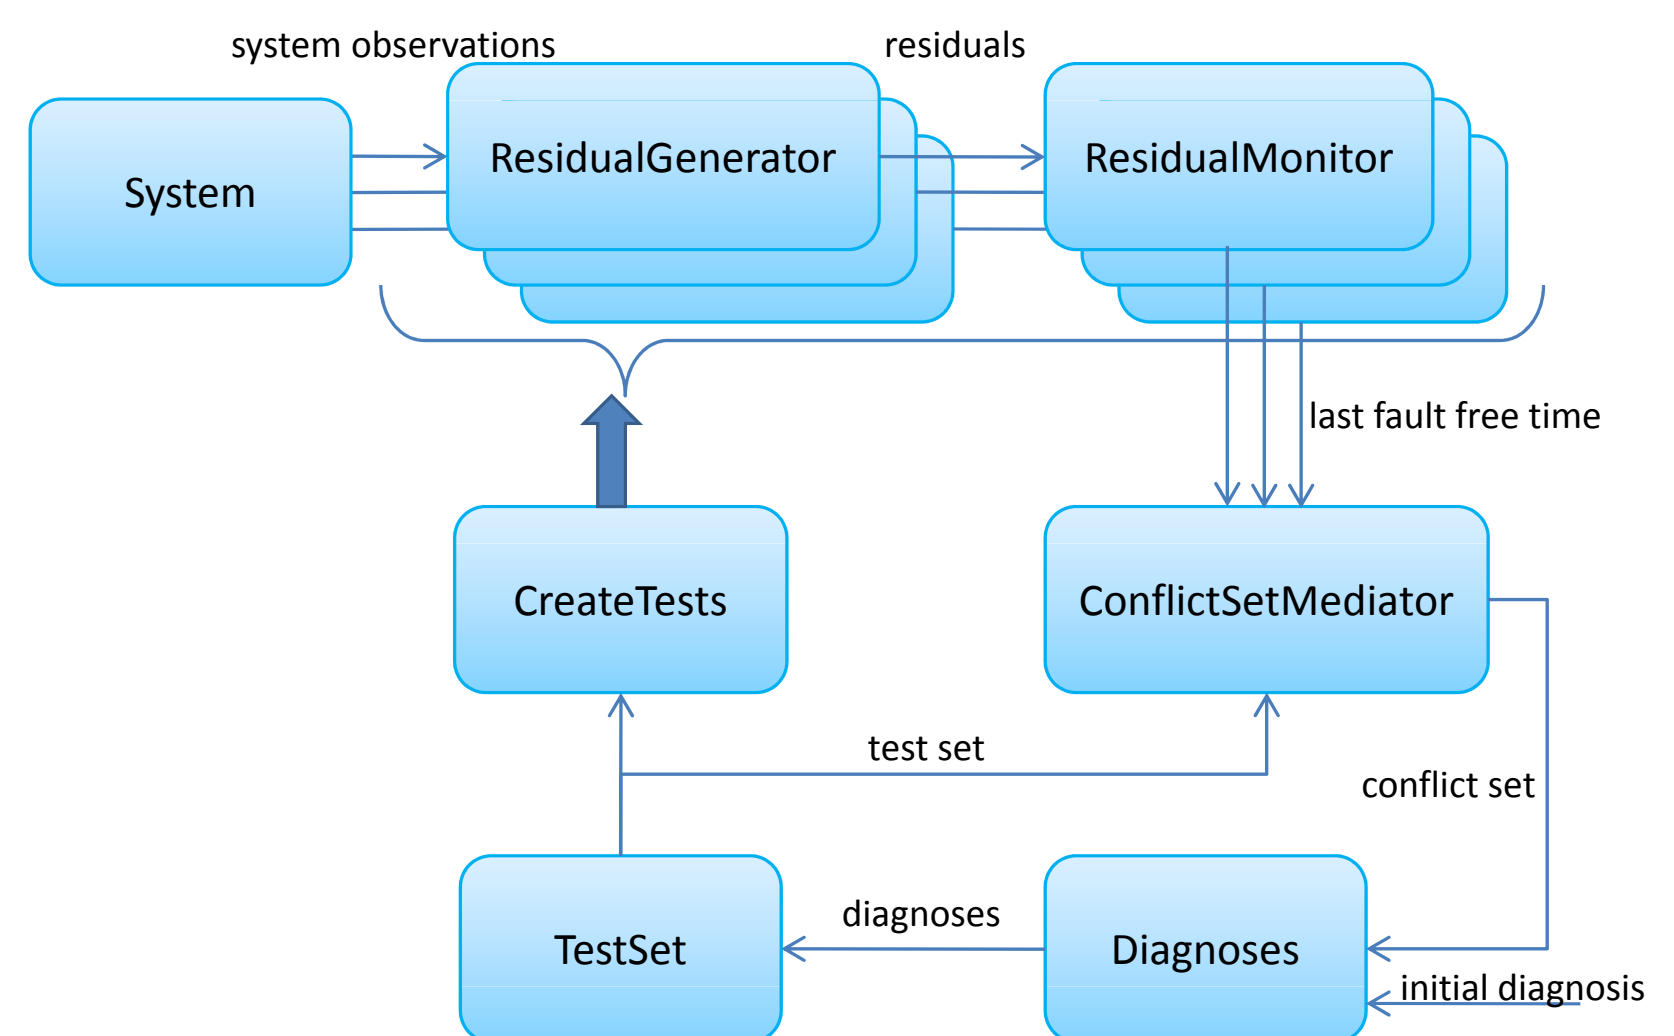 system observations
residuals
System
ResidualGenerator
ResidualMonitor
last fault free time
CreateTests
ConflictSetMediator
test set
conflict set
TestSet
diagnoses
Diagnoses
initial diagnosis